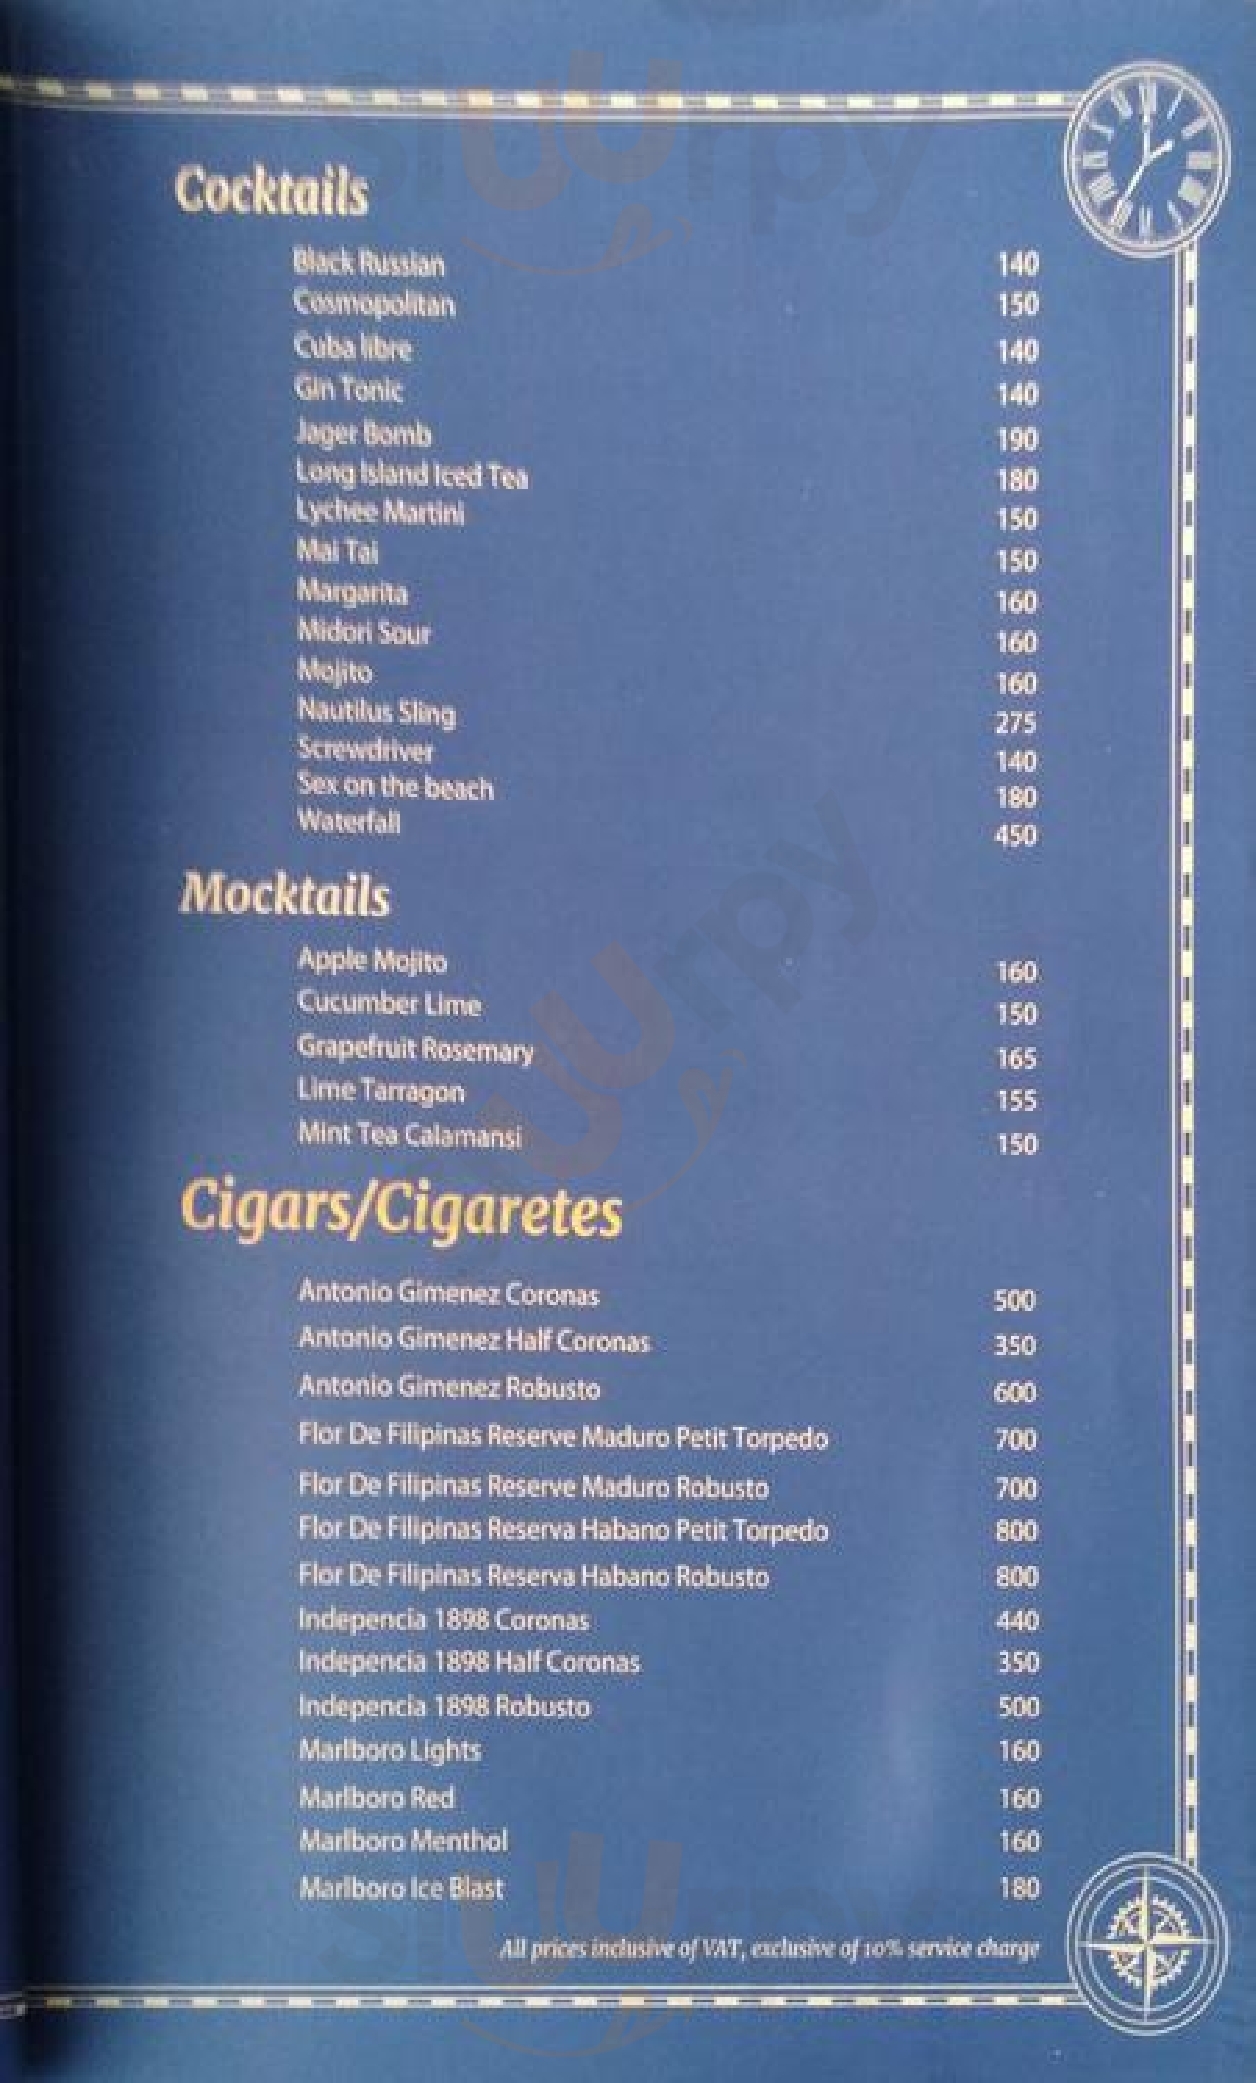 Cocktails
Black Russian 140
Cosmopolitan 150
Cuba libre 140
Gin Tonic 140
Jager Bomb 190
Long Island Iced Tea 180
Lychee Martini 150
Mai Tai 150
Margarita 160
Midori Sour 160
Mojito 160
Nautilus Sling 275
Screwdriver 140
Sex on the beach 180
Waterfall 450
Mocktails
Apple Mojito 160
Cucumber Lime 150
Grapefruit Rosemary 165
Lime Tarragon 155
Mint Tea Calamansi 150
Cigars/Cigaretes
Antonio Gimenez Coronas 500
Antonio Gimenez Half Coronas 350
Antonio Gimenez Robusto 600
Flor De Filipinas Reserve Maduro Petit Torpedo 700
Flor De Filipinas Reserve Maduro Robusto 700
Flor De Filipinas Reserva Habano Petit Torpedo 800
Flor De Filipinas Reserva Habano Robusto 800
Indepencia 1898 Coronas 440
Indepencia 1898 Half Coronas 350
Indepencia 1898 Robusto 500
Marlboro Lights 160
Marlboro Red 160
Marlboro Menthol 160
Marlboro Ice Blast 180
All prices inclusive of VAT, exclusive of 10% service charge